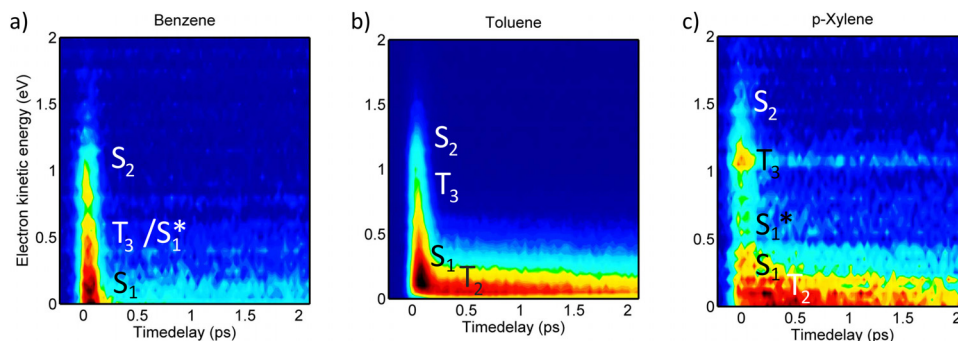 a) Benzene
b) Toluene
c) p-Xylene
Electron kinetic energy (eV)
2
1.5
1
0.5
0
S₂
T₃ /S₁*
S₁
0 0.5 1 1.5 2
Timedelay (ps)
2
1.5
1
0.5
0
S₂
T₃
S₁
T₂
0 0.5 1 1.5 2
Timedelay (ps)
2
1.5
1
0.5
0
S₂
T₃
S₁*
S₁
T₂
0 0.5 1 1.5 2
Timedelay (ps)